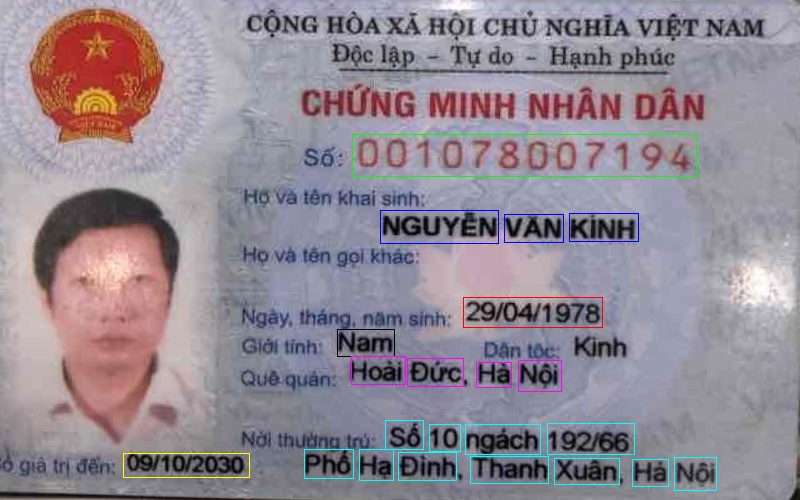 CỘNG HÒA XÃ HỘI CHỦ NGHĨA VIỆT NAM
Độc lập - Tự do - Hạnh phúc
CHỨNG MINH NHÂN DÂN
Số: 001078007194
Họ và tên khai sinh:
NGUYỄN VĂN KÍNH
Họ và tên gọi khác:
Ngày, tháng, năm sinh: 29/04/1978
Giới tính: Nam Dân tộc: Kinh
Quê quán: Hoài Đức, Hà Nội
Nơi thường trú: Số 10 ngách 192/66
giá trị đến: 09/10/2030 Phố Hạ Đình, Thanh Xuân, Hà Nội